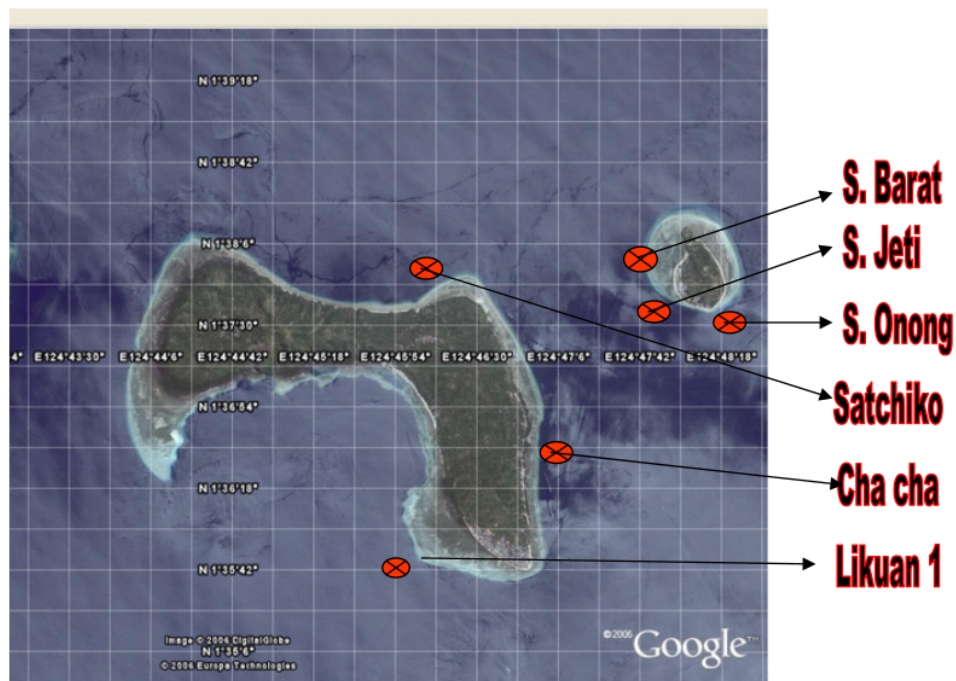 N 1°39'18"
N 1°38'42"
S. Barat
N 1°38'6"
S. Jeti
N 1°37'30"
S. Onong
4" E124°43'30" E124°44'6" E124°44'42" E124°45'18" E124°45'54" E124°46'30" E124°47'6" E124°47'42" E124°48'18"
Satchiko
N 1°36'54"
N 1°36'18"
Cha cha
N 1°35'42"
Likuan 1
Image © 2006 DigitalGlobe
N 1°35'6"
© 2006 Europa Technologies
©2006 Google™